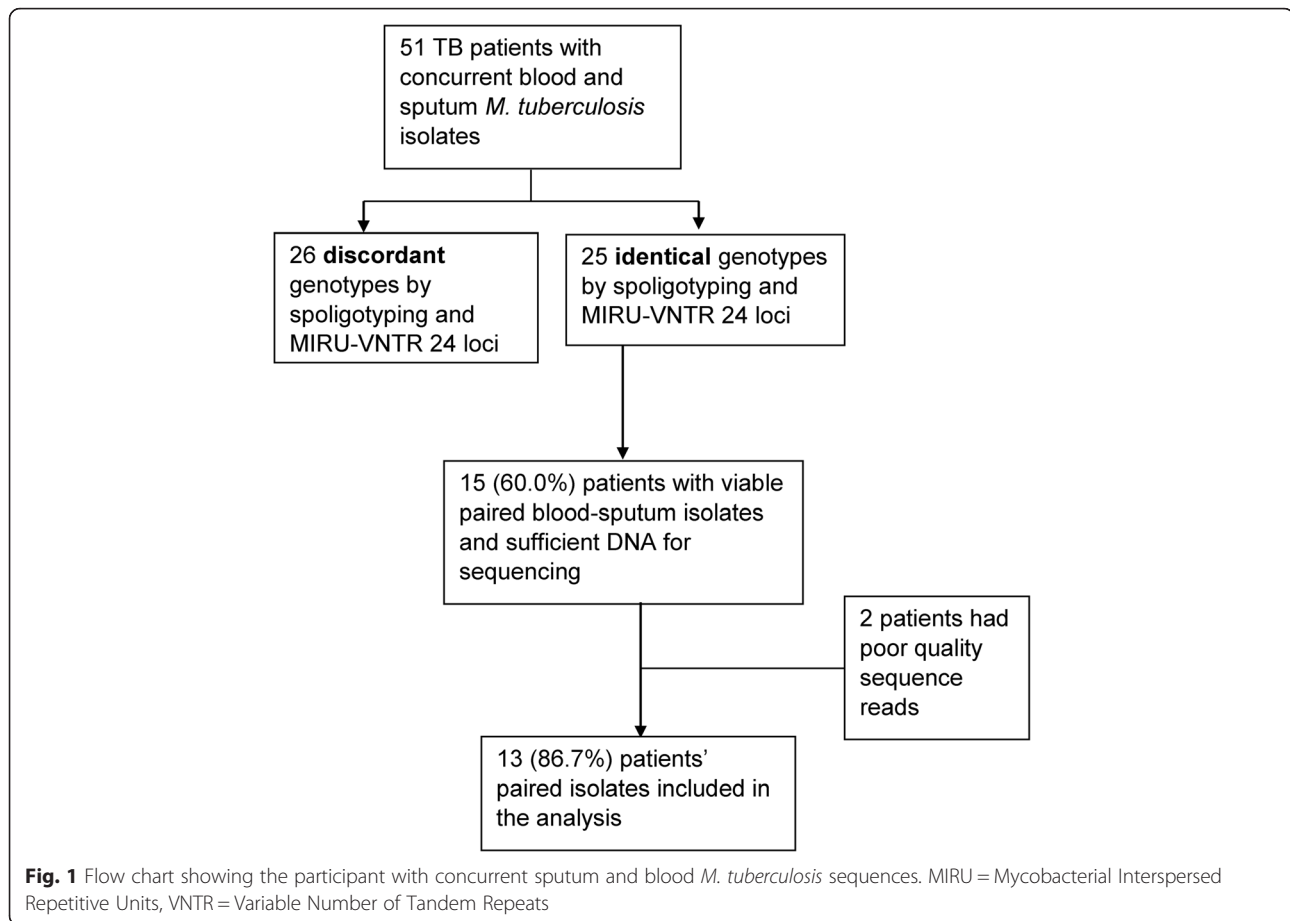 51 TB patients with
concurrent blood and
sputum M. tuberculosis
isolates
26 discordant
genotypes by
spoligotyping and
MIRU-VNTR 24 loci
25 identical genotypes
by spoligotyping and
MIRU-VNTR 24 loci
15 (60.0%) patients with viable
paired blood-sputum isolates
and sufficient DNA for
sequencing
2 patients had
poor quality
sequence
reads
13 (86.7%) patients'
paired isolates included in
the analysis
Fig. 1 Flow chart showing the participant with concurrent sputum and blood M. tuberculosis sequences. MIRU = Mycobacterial Interspersed
Repetitive Units, VNTR = Variable Number of Tandem Repeats